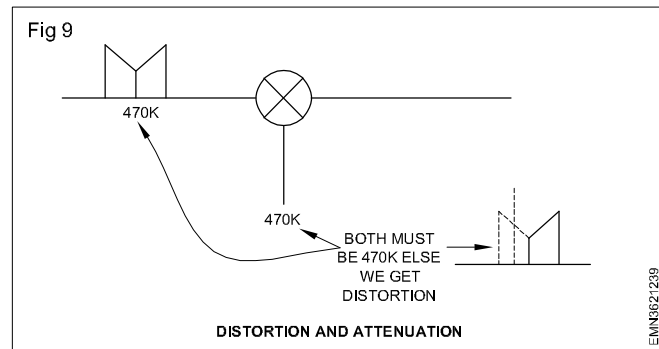 Fig 9
470K
470K
BOTH MUST
BE 470K ELSE
WE GET
DISTORTION
DISTORTION AND ATTENUATION
EMN3621239